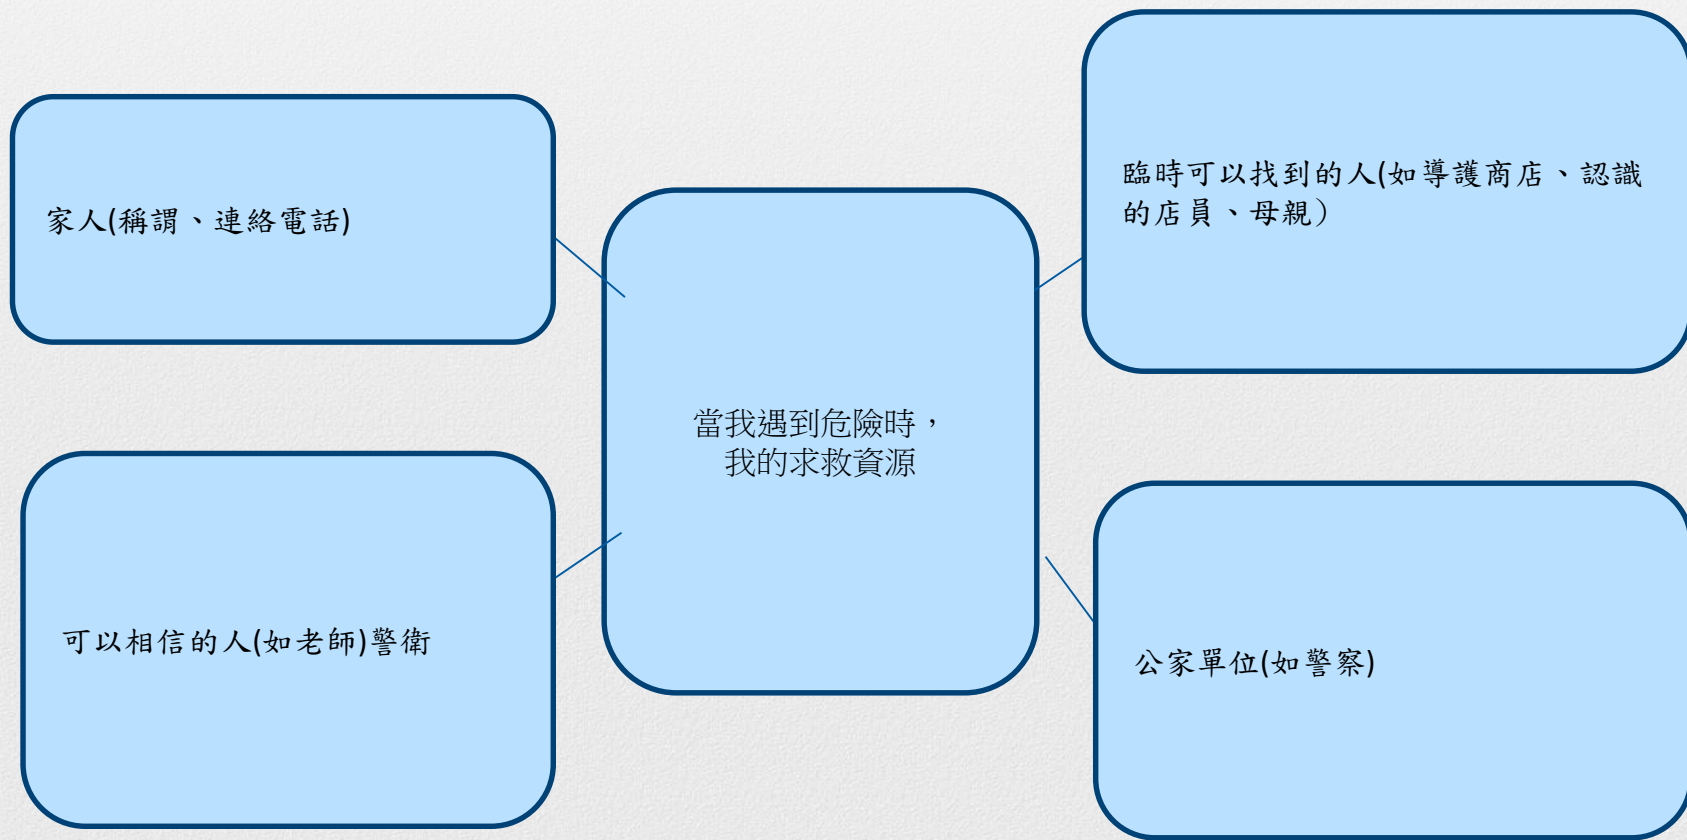 家人(稱謂、連絡電話)
臨時可以找到的人(如導護商店、認識
的店員、母親）
當我遇到危險時，
我的求救資源
可以相信的人(如老師)警衛
公家單位(如警察)